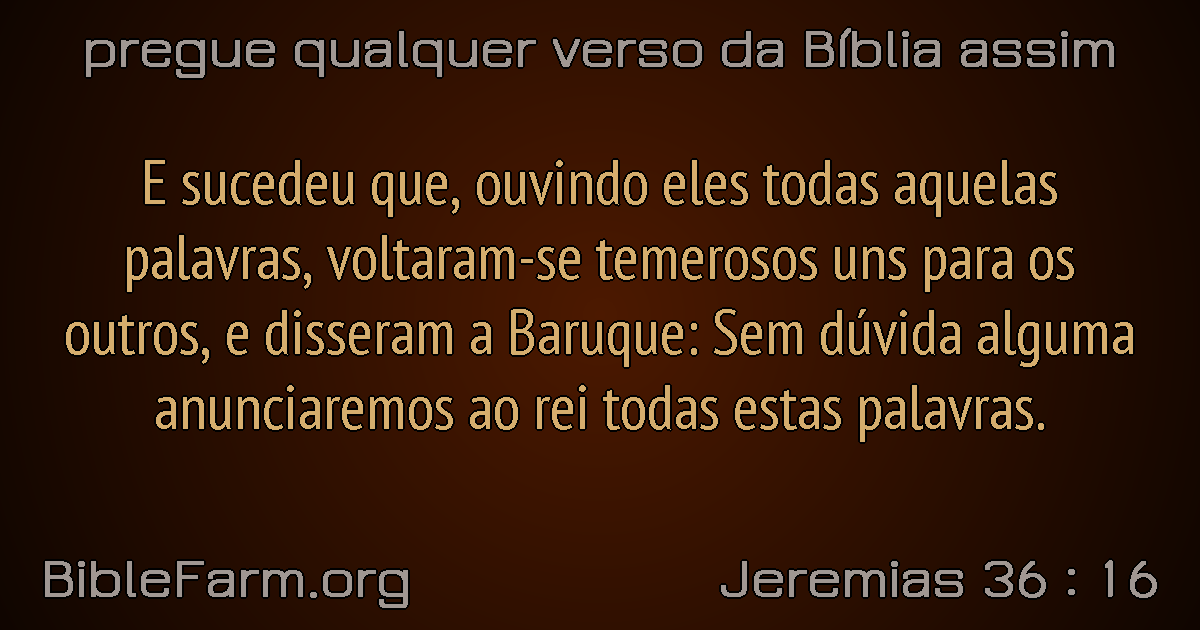 pregue qualquer verso da Bíblia assim
E sucedeu que, ouvindo eles todas aquelas
palavras, voltaram-se temerosos uns para os
outros, e disseram a Baruque: Sem dúvida alguma
anunciaremos ao rei todas estas palavras.
BibleFarm.org
Jeremias 36 : 16